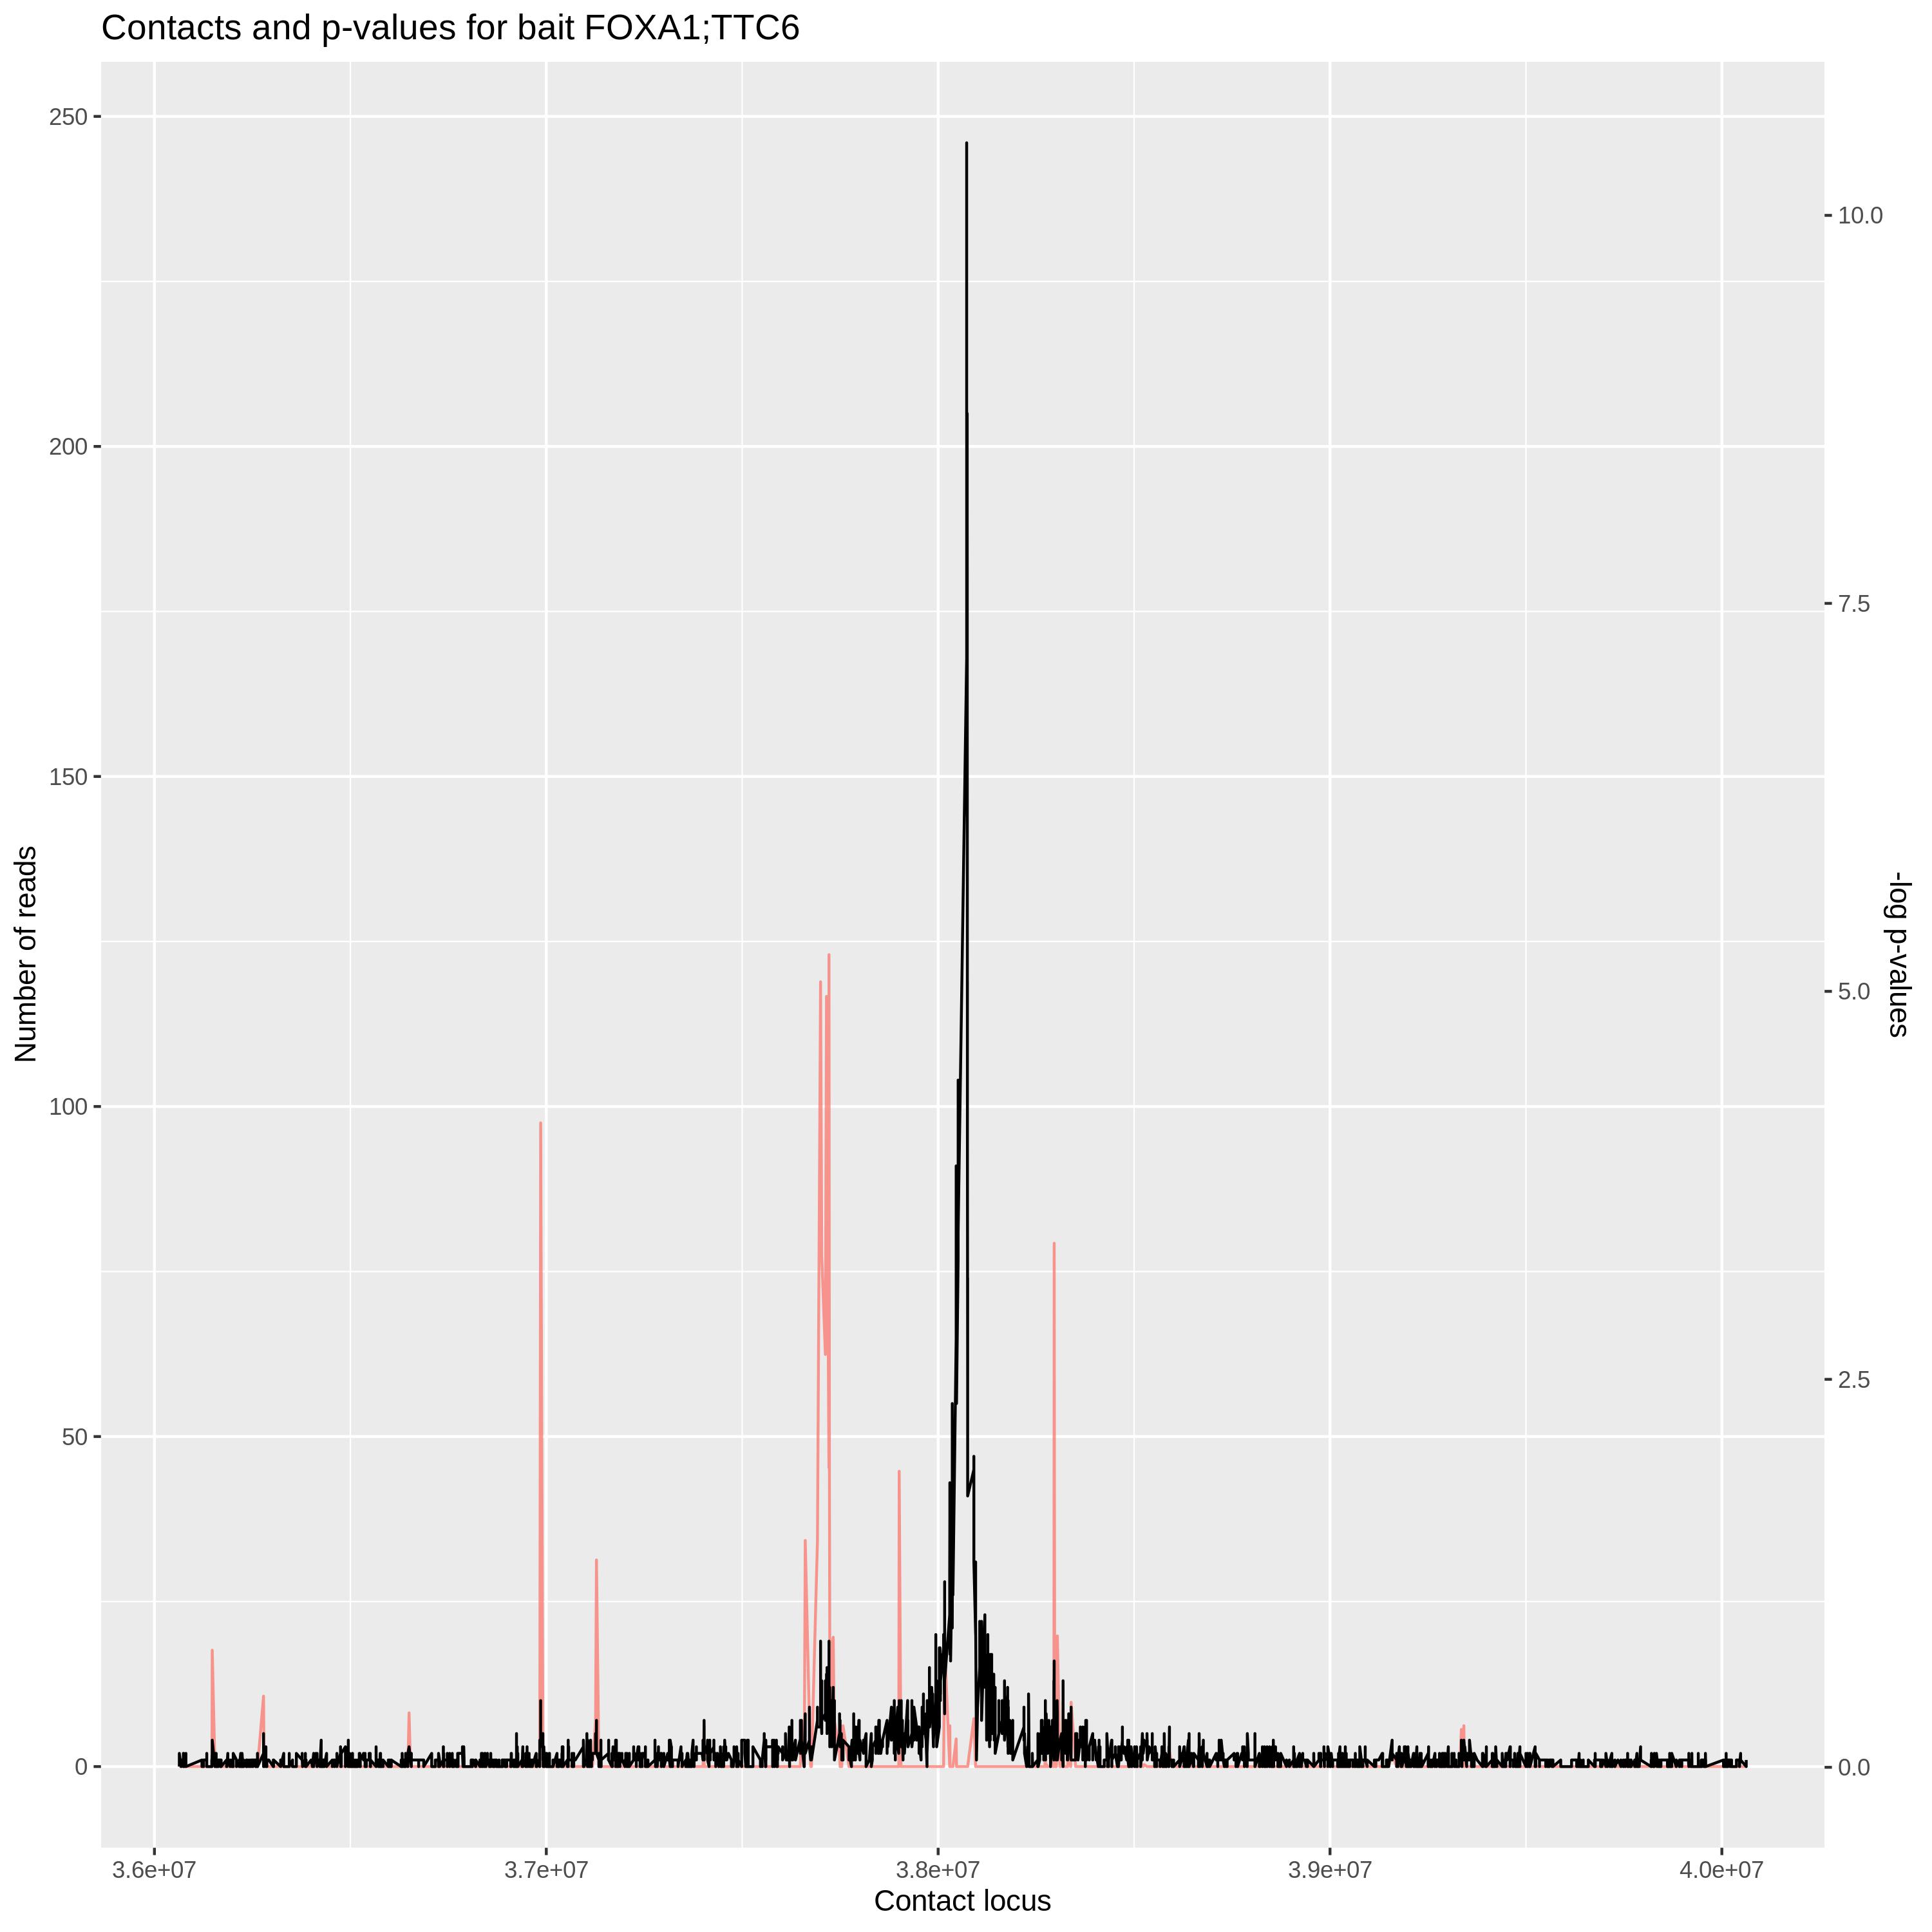 Contacts and p-values for bait FOXA1;TTC6
250
200
150
100
50
0
Number of reads
10.0
7.5
5.0
2.5
0.0
-log p-values
3.6e+07
3.7e+07
3.8e+07
3.9e+07
4.0e+07
Contact locus